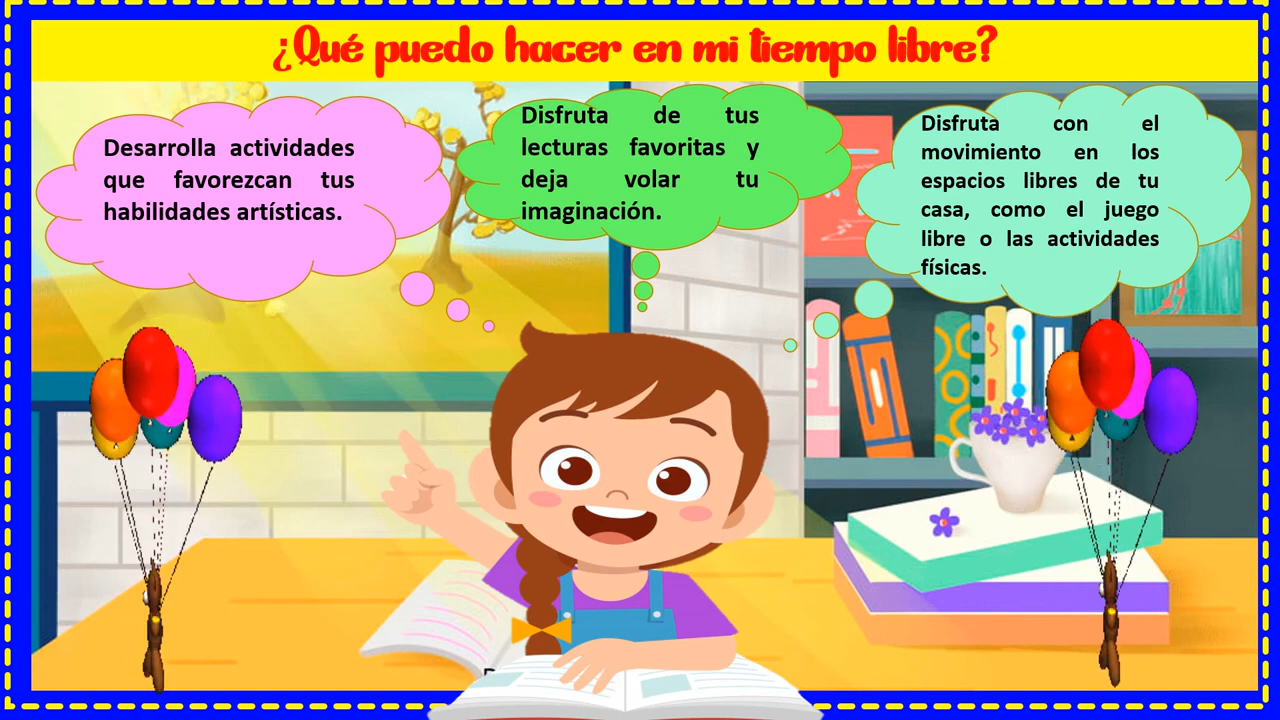 ¿Qué puedo hacer en mi tiempo libre?
Desarrolla actividades
que favorezcan tus
habilidades artísticas.
Disfruta de tus
lecturas favoritas y
deja volar tu
imaginación.
Disfruta con el
movimiento en los
espacios libres de tu
casa, como el juego
libre o las actividades
físicas.